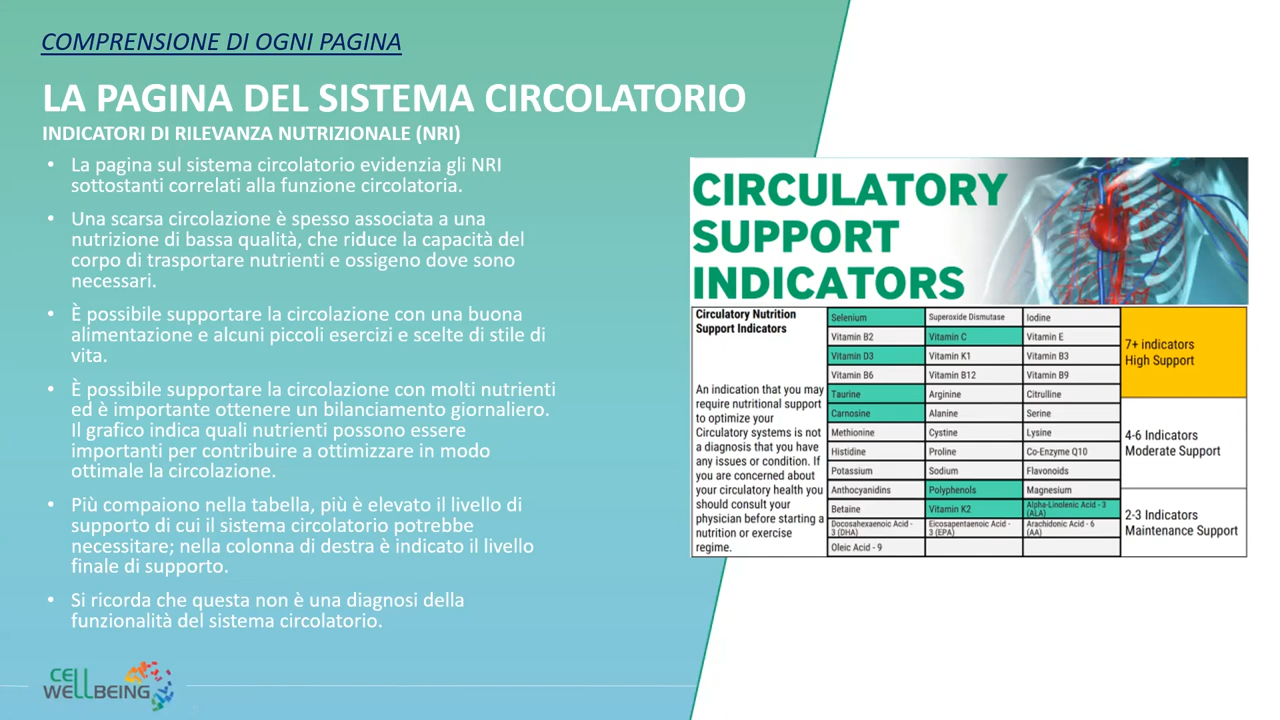 COMPRENSIONE DI OGNI PAGINA
LA PAGINA DEL SISTEMA CIRCOLATORIO
INDICATORI DI RILEVANZA NUTRIZIONALE (NRI)
• La pagina sul sistema circolatorio evidenzia gli NRI
sottostanti correlati alla funzione circolatoria.
• Una scarsa circolazione è spesso associata a una
nutrizione di bassa qualità, che riduce la capacità del
corpo di trasportare nutrienti e ossigeno dove sono
necessari.
• È possibile supportare la circolazione con una buona
alimentazione e alcuni piccoli esercizi e scelte di stile di
vita.
• È possibile supportare la circolazione con molti nutrienti
ed è importante ottenere un bilanciamento giornaliero.
Il grafico indica quali nutrienti possono essere
importanti per contribuire a ottimizzare in modo
ottimale la circolazione.
• Più compaiono nella tabella, più è elevato il livello di
supporto di cui il sistema circolatorio potrebbe
necessitare; nella colonna di destra è indicato il livello
finale di supporto.
• Si ricorda che questa non è una diagnosi della
funzionalità del sistema circolatorio.
CELL
WELLBEING
CIRCULATORY
SUPPORT
INDICATORS
Circulatory Nutrition
Support Indicators
An indication that you may
require nutritional support
to optimize your
Circulatory systems is not
a diagnosis that you have
any issues or condition. If
you are concerned about
your circulatory health you
should consult your
physician before starting a
nutrition or exercise
regime.
Selenium Superoxide Dismutase Iodine
Vitamin B2 Vitamin C Vitamin E
Vitamin D3 Vitamin K1 Vitamin B3
Vitamin B6 Vitamin B12 Vitamin B9
Taurine Arginine Citrulline
Carnosine Alanine Serine
Methionine Cystine Lysine
Histidine Proline Co-Enzyme Q10
Potassium Sodium Flavonoids
Anthocyanidins Polyphenols Magnesium
Betaine Vitamin K2 Alpha-Linolenic Acid - 3 (ALA)
Docosahexaenoic Acid - 3 (DHA) Eicosapentaenoic Acid - 3 (EPA) Arachidonic Acid - 6 (AA)
Oleic Acid - 9
7+ indicators
High Support
4-6 Indicators
Moderate Support
2-3 Indicators
Maintenance Support